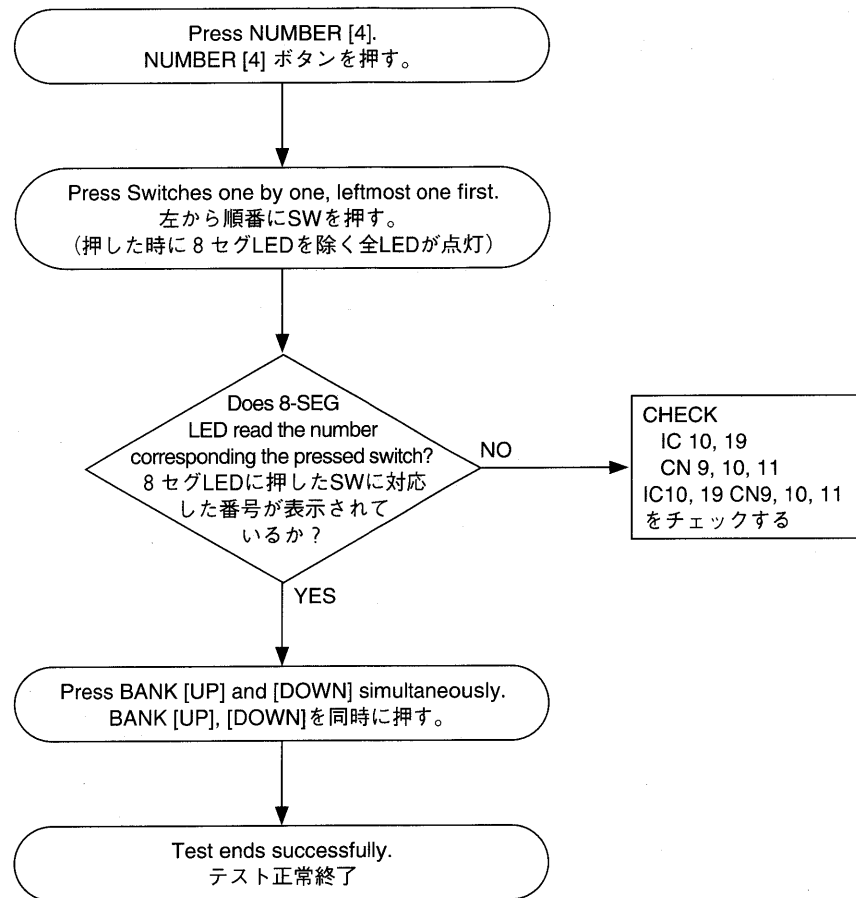 Press NUMBER [4].
NUMBER [4] ボタンを押す。
Press Switches one by one, leftmost one first.
左から順番にSWを押す。
（押した時に 8 セグLEDを除く全LEDが点灯）
Does 8-SEG
LED read the number
corresponding the pressed switch?
8 セグLEDに押したSWに対応
した番号が表示されて
いるか？
NO
CHECK
IC 10, 19
CN 9, 10, 11
IC10, 19 CN9, 10, 11
をチェックする
YES
Press BANK [UP] and [DOWN] simultaneously.
BANK [UP], [DOWN]を同時に押す。
Test ends successfully.
テスト正常終了